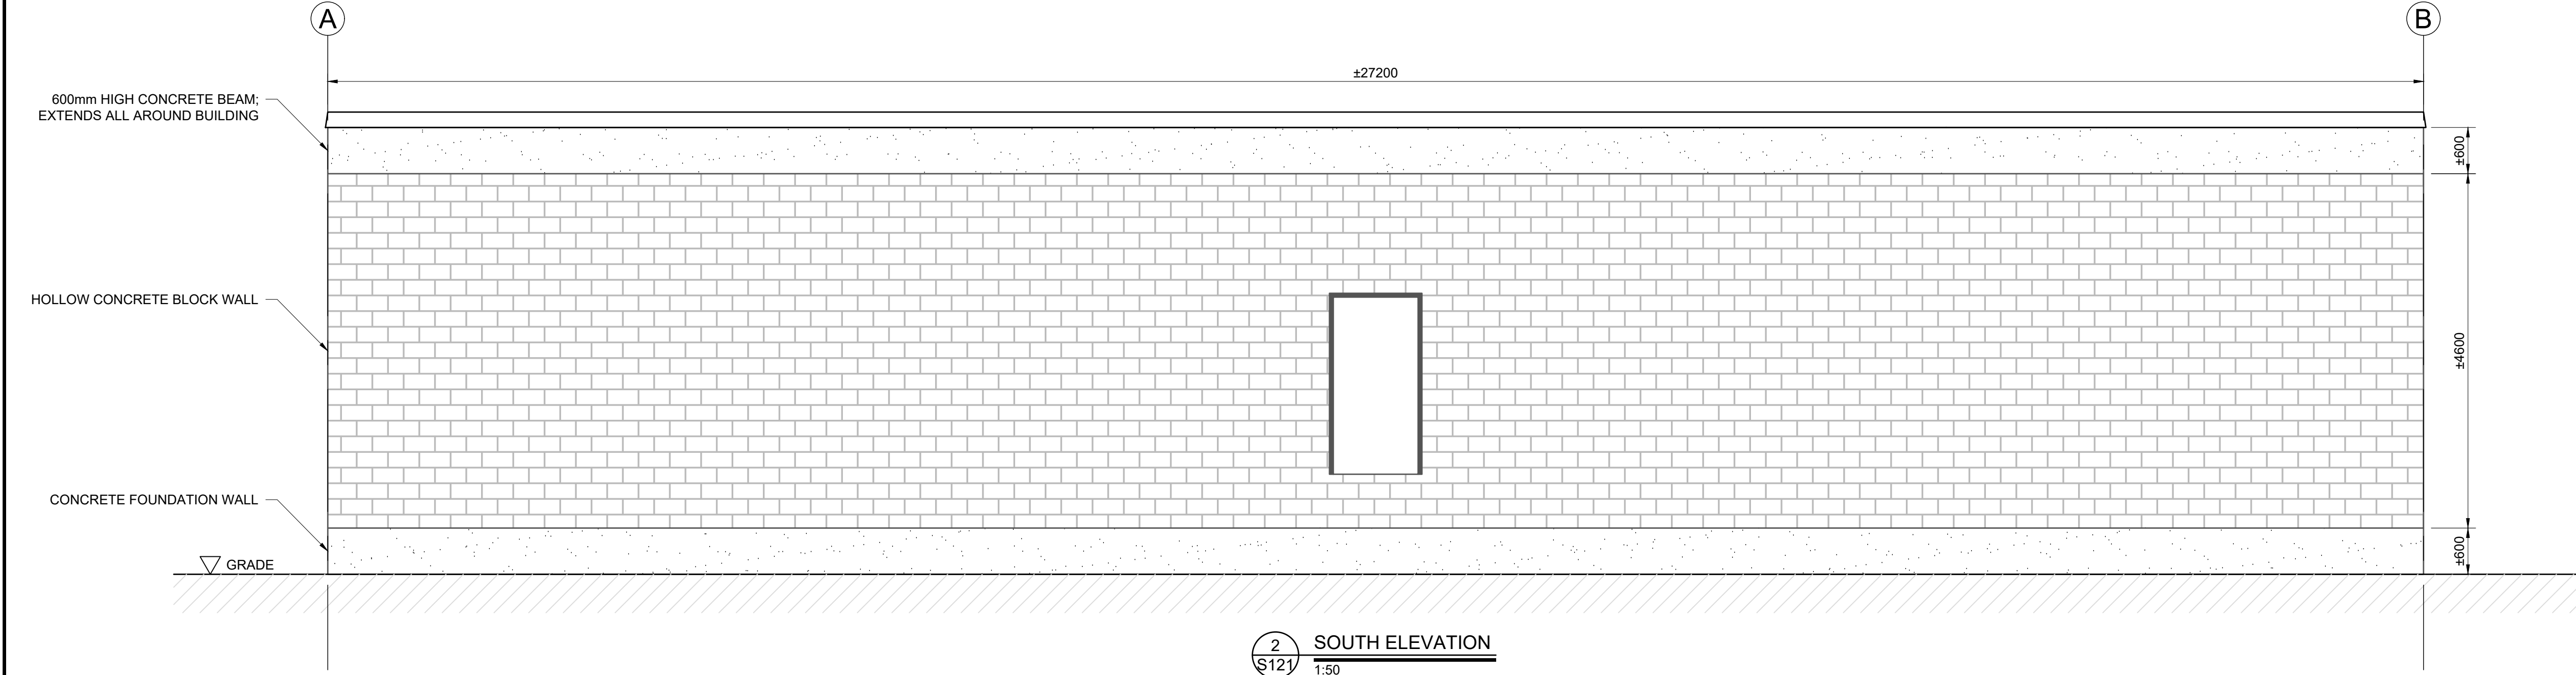 A
B
±27200
600mm HIGH CONCRETE BEAM;
EXTENDS ALL AROUND BUILDING
±600
HOLLOW CONCRETE BLOCK WALL
±4600
CONCRETE FOUNDATION WALL
±600
GRADE
2
S121
SOUTH ELEVATION
1:50